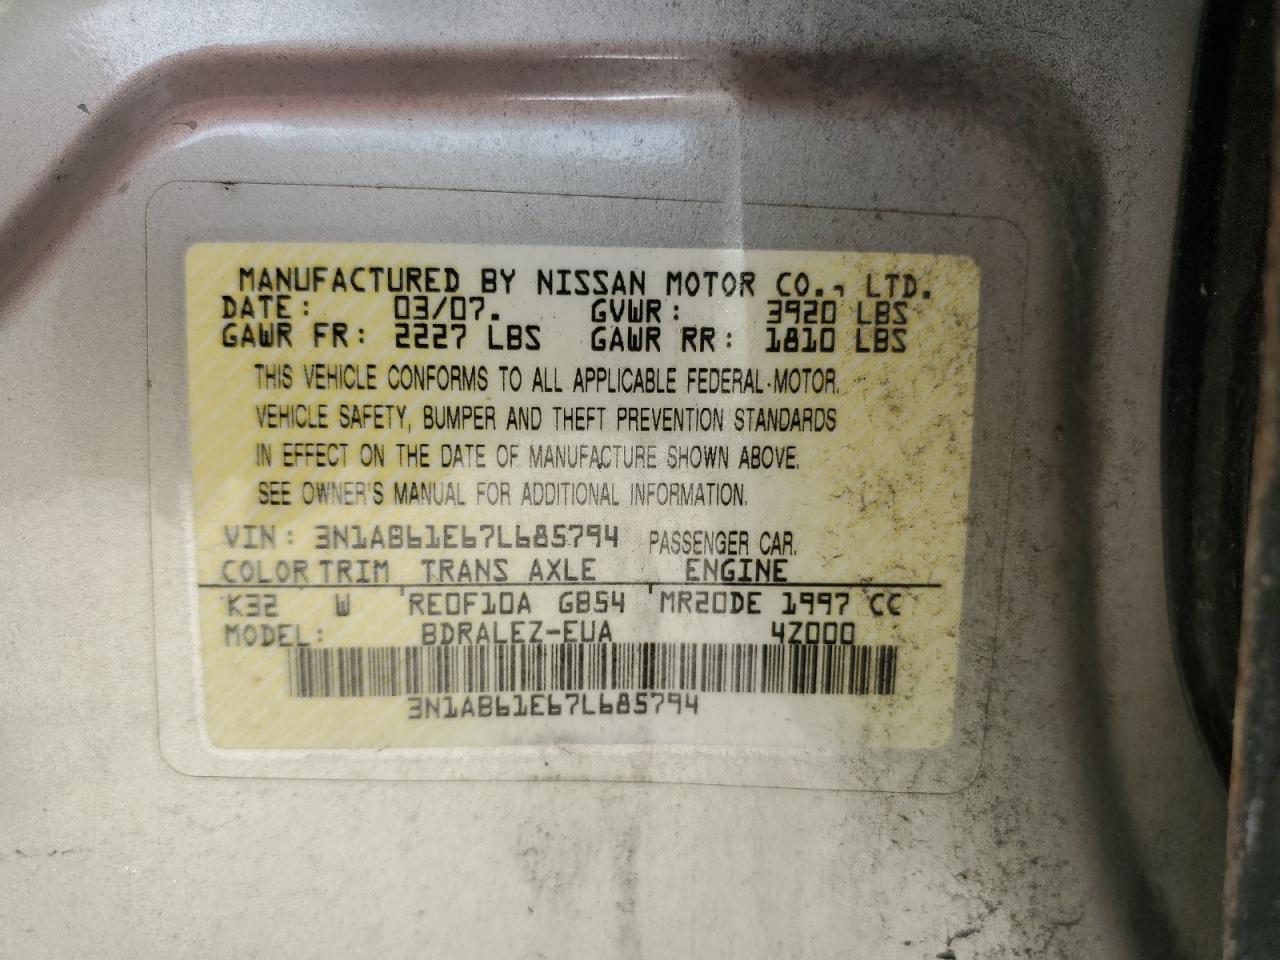 MANUFACTURED BY NISSAN MOTOR CO., LTD.
DATE: 03/07. GVWR: 3920 LBS
GAWR FR: 2227 LBS GAWR RR: 1810 LBS
THIS VEHICLE CONFORMS TO ALL APPLICABLE FEDERAL-MOTOR.
VEHICLE SAFETY, BUMPER AND THEFT PREVENTION STANDARDS
IN EFFECT ON THE DATE OF MANUFACTURE SHOWN ABOVE.
SEE OWNER'S MANUAL FOR ADDITIONAL INFORMATION.
VIN: 3N1AB61E67L685794 PASSENGER CAR.
COLOR TRIM TRANS AXLE ENGINE
K32 W RE0F10A GB54 MR20DE 1997 CC
MODEL: BDRALEZ-EUA 4Z000
3N1AB61E67L685794